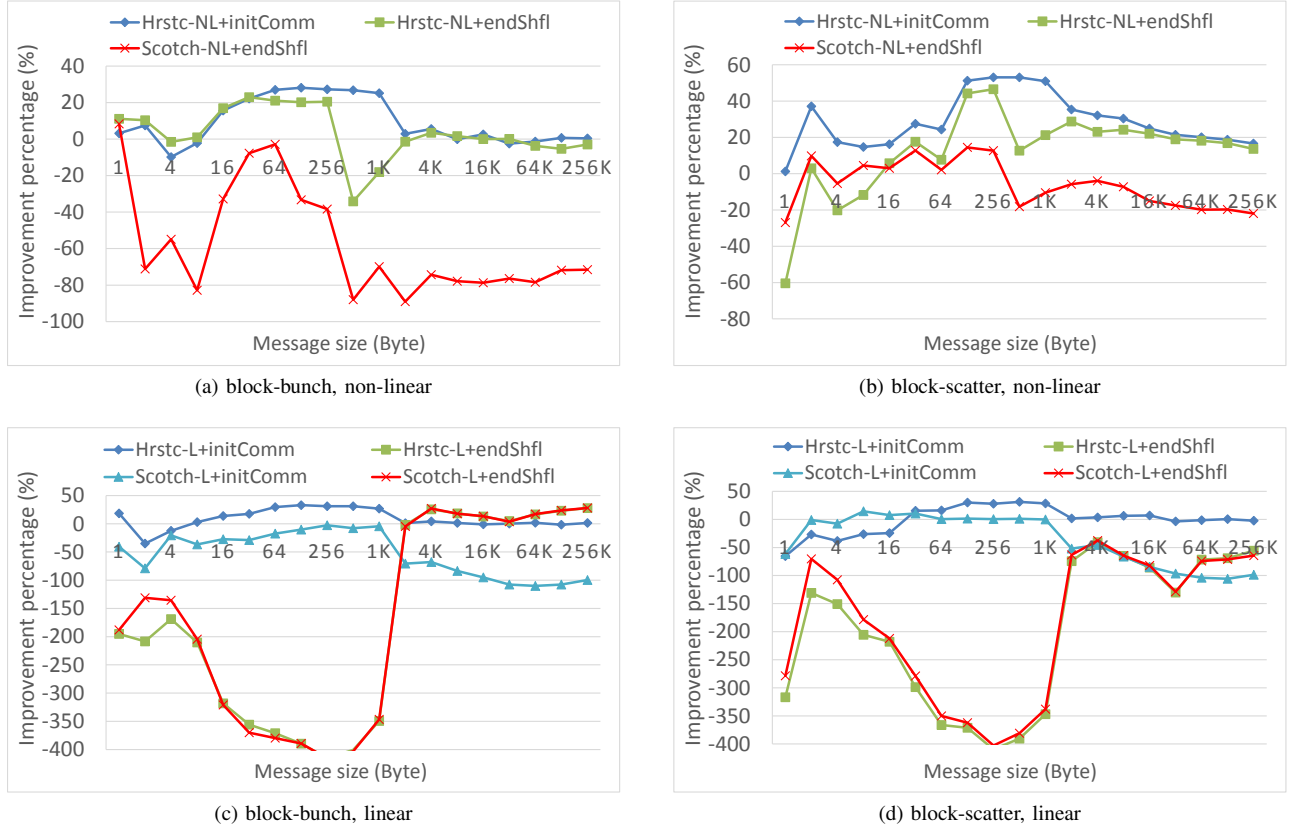 Hrstc-NL+initComm Hrstc-NL+endShfl
Scotch-NL+endShfl
Improvement percentage (%)
40
20
0
-20
-40
-60
-80
-100
1 4 16 64 256 1K 4K 16K 64K 256K
Message size (Byte)
(a) block-bunch, non-linear
Hrstc-NL+initComm Hrstc-NL+endShfl
Scotch-NL+endShfl
Improvement percentage (%)
60
40
20
0
-20
-40
-60
-80
1 4 16 64 256 1K 4K 16K 64K 256K
Message size (Byte)
(b) block-scatter, non-linear
Hrstc-L+initComm Hrstc-L+endShfl
Scotch-L+initComm Scotch-L+endShfl
Improvement percentage (%)
50
0
-50
-100
-150
-200
-250
-300
-350
-400
1 4 16 64 256 1K 4K 16K 64K 256K
Message size (Byte)
(c) block-bunch, linear
Hrstc-L+initComm Hrstc-L+endShfl
Scotch-L+initComm Scotch-L+endShfl
Improvement percentage (%)
50
0
-50
-100
-150
-200
-250
-300
-350
-400
1 4 16 64 256 1K 4K 16K 64K 256K
Message size (Byte)
(d) block-scatter, linear